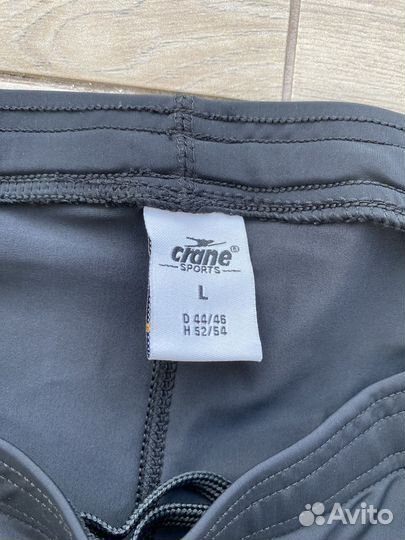 crane®
SPORTS
L
D 44/46
H 52/54
Avito